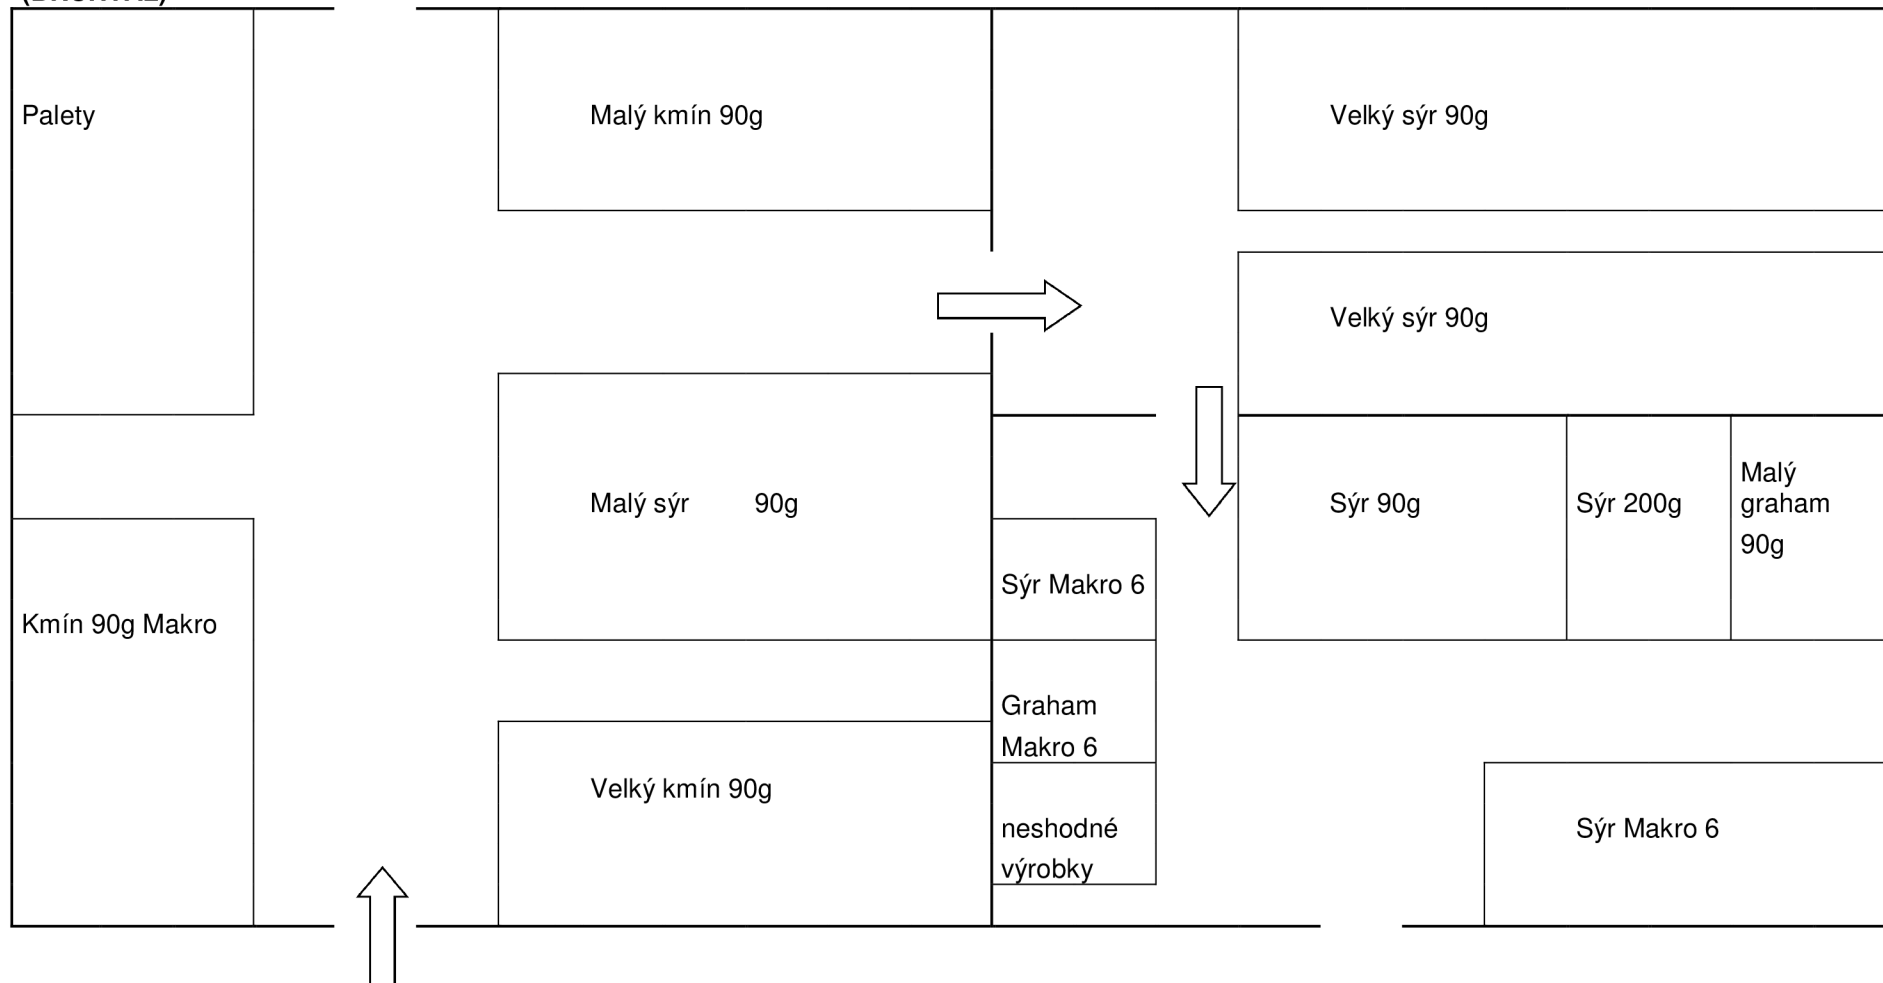 Palety
Malý kmín 90g
Velký sýr 90g
Velký sýr 90g
Malý sýr 90g
Sýr 90g
Sýr 200g
Malý
graham
90g
Kmín 90g Makro
Sýr Makro 6
Graham
Makro 6
Velký kmín 90g
neshodné
výrobky
Sýr Makro 6